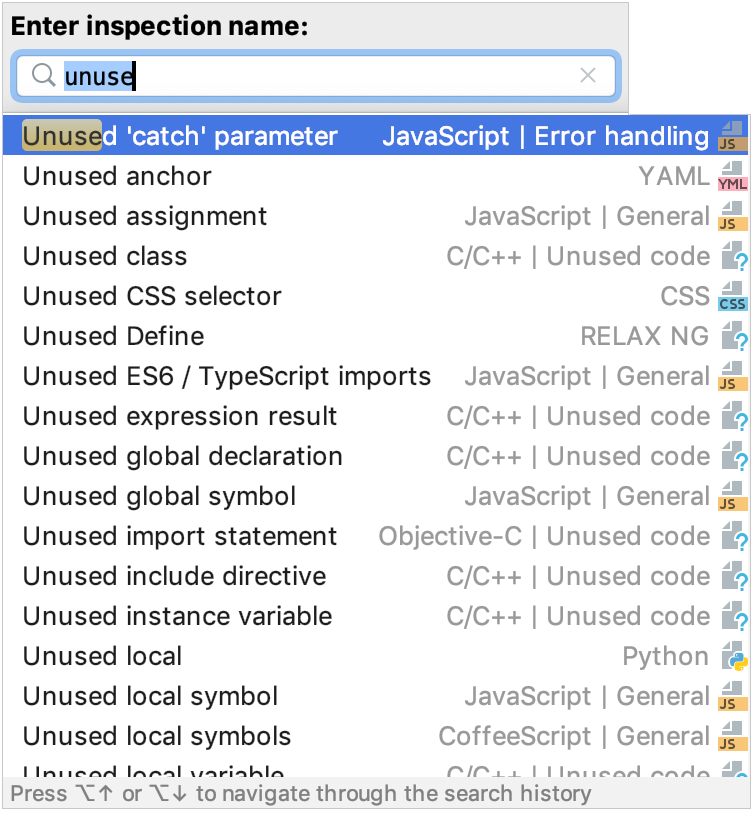 Enter inspection name:
unuse
Unused 'catch' parameter JavaScript | Error handling JS
Unused anchor YAML YML
Unused assignment JavaScript | General JS
Unused class C/C++ | Unused code ?
Unused CSS selector CSS CSS
Unused Define RELAX NG ?
Unused ES6 / TypeScript imports JavaScript | General JS
Unused expression result C/C++ | Unused code ?
Unused global declaration C/C++ | Unused code ?
Unused global symbol JavaScript | General JS
Unused import statement Objective-C | Unused code ?
Unused include directive C/C++ | Unused code ?
Unused instance variable C/C++ | Unused code ?
Unused local Python
Unused local symbol JavaScript | General JS
Unused local symbols CoffeeScript | General JS
Unused local variable C/C++ | Unused code ?
Press ⌥↑ or ⌥↓ to navigate through the search history